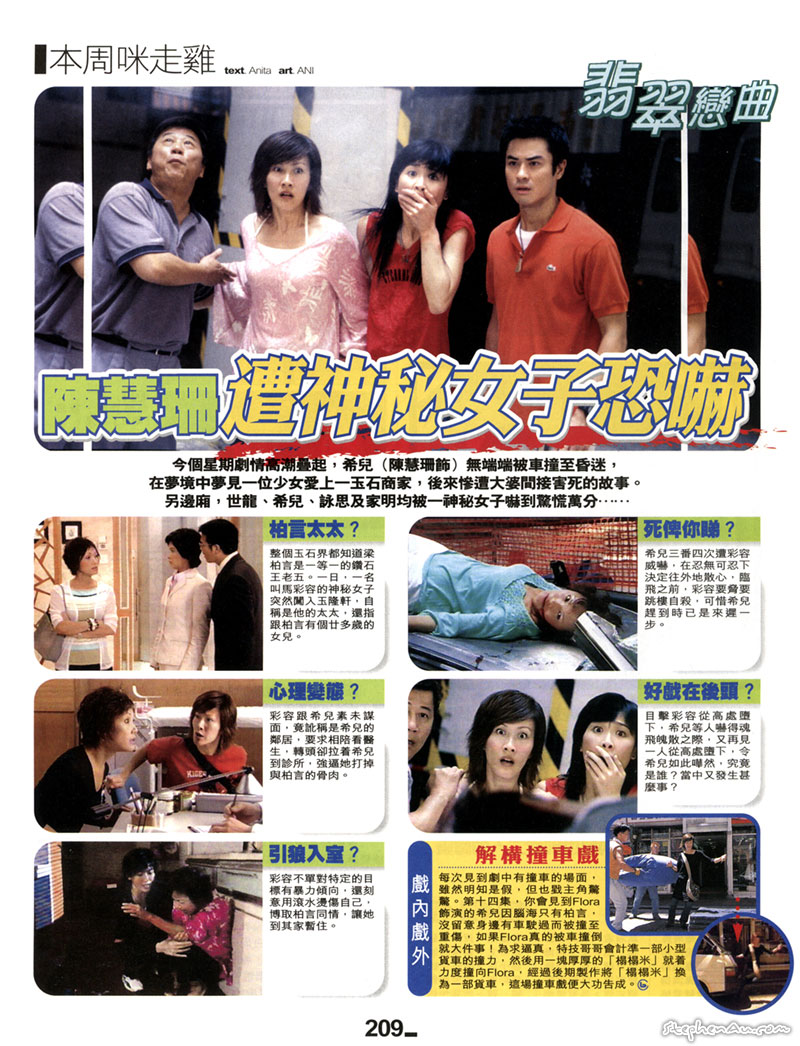 本周咪走雞 text. Anita art. ANI
翡翠戀曲
陳慧珊遭神秘女子恐嚇
今個星期劇情高潮疊起，希兒（陳慧珊飾）無端端被車撞至昏迷，
在夢境中夢見一位少女愛上一玉石商家，後來慘遭大婆間接害死的故事。
另邊廂，世龍、希兒、詠思及家明均被一神秘女子嚇到驚慌萬分……
柏言太太？
整個玉石界都知道梁
柏言是一等一的鑽石
王老五。一日，一名
叫馬彩容的神秘女子
突然闖入玉隆軒，自
稱是他的太太，還指
跟柏言有個廿多歲的
女兒。
心理變態？
彩容跟希兒素未謀
面，竟訛稱是希兒的
鄰居，要求相陪看醫
生，轉頭卻拉着希兒
到診所，強逼她打掉
與柏言的骨肉。
引狼入室？
彩容不單對特定的目
標有暴力傾向，還刻
意用滾水燙傷自己，
博取柏言同情，讓她
到其家暫住。
死俾你睇？
希兒三番四次遭彩容
威嚇，在忍無可忍下
決定往外地散心，臨
飛之前，彩容要脅要
跳樓自殺，可惜希兒
趕到時已是來遲一
步。
好戲在後頭？
目擊彩容從高處墮
下，希兒等人嚇得魂
飛魄散之際，又再見
一人從高處墮下，令
希兒如此嘩然，究竟
是誰？當中又發生甚
麼事？
戲內戲外
解構撞車戲
每次見到劇中有撞車的場面，
雖然明知是假，但也戥主角驚
驚。第十四集，你會見到Flora
飾演的希兒因腦海只有柏言，
沒留意身邊有車駛過而被撞至
重傷，如果Flora真的被車撞倒
就大件事！為求逼真，特技哥哥會計準一部小型
貨車的撞力，然後用一塊厚厚的「榻榻米」就着
力度撞向Flora，經過後期製作將「榻榻米」換
為一部貨車，這場撞車戲便大功告成。
209
StephenAu.com